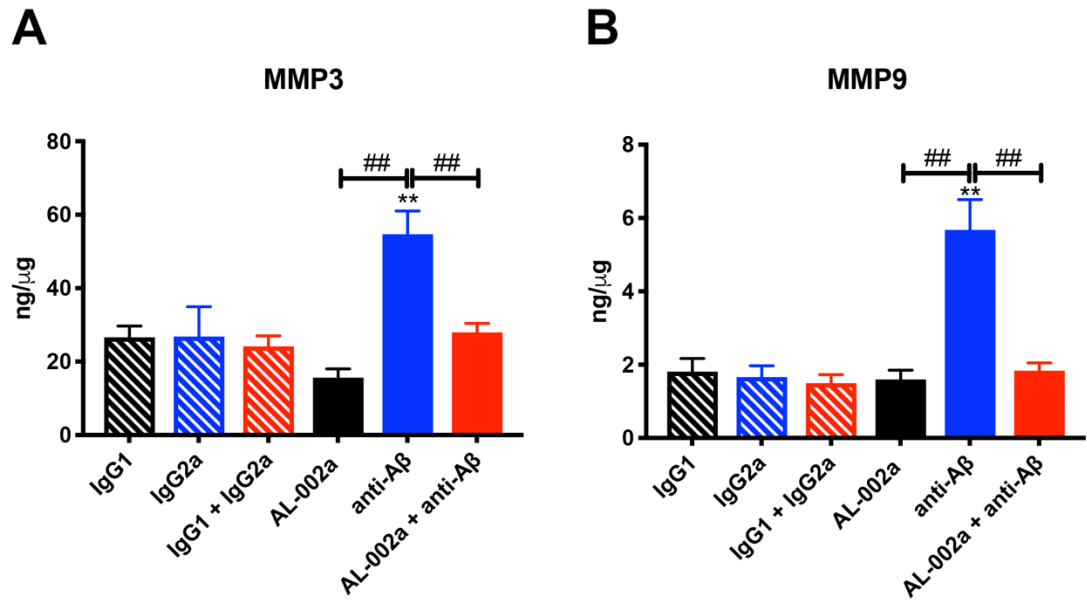 A
MMP3
ng/µg
80
60
40
20
0
##
##
**
IgG1
IgG2a
IgG1 + IgG2a
AL-002a
anti-Aβ
AL-002a + anti-Aβ
B
MMP9
ng/µg
8
6
4
2
0
##
##
**
IgG1
IgG2a
IgG1 + IgG2a
AL-002a
anti-Aβ
AL-002a + anti-Aβ